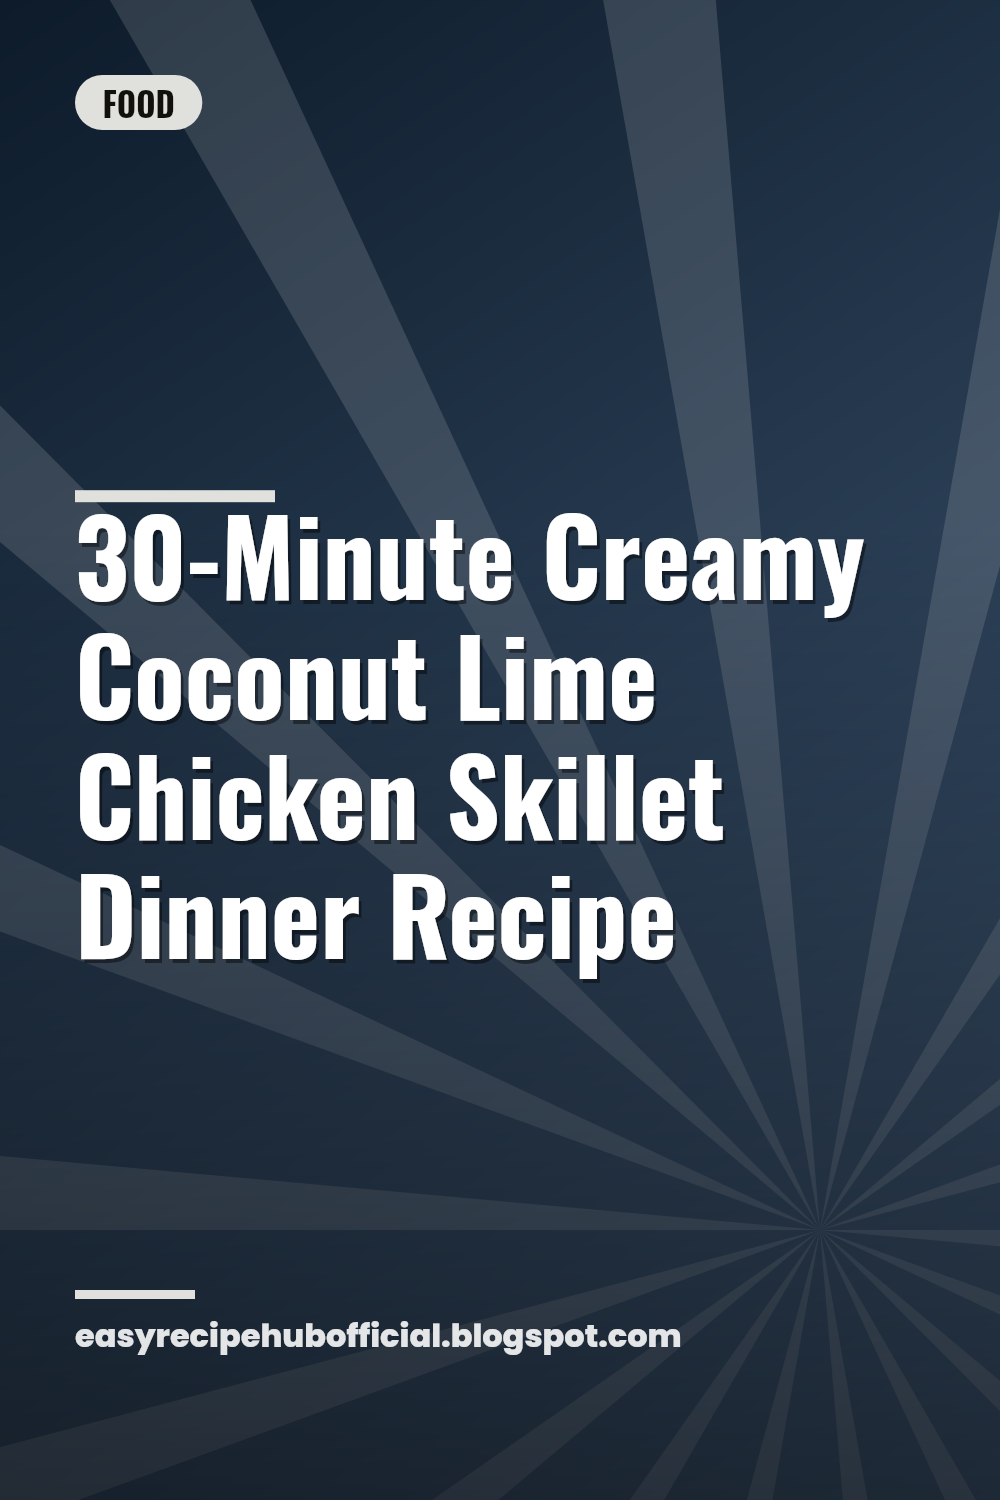 FOOD
30-Minute Creamy
Coconut Lime
Chicken Skillet
Dinner Recipe
easyrecipehubofficial.blogspot.com